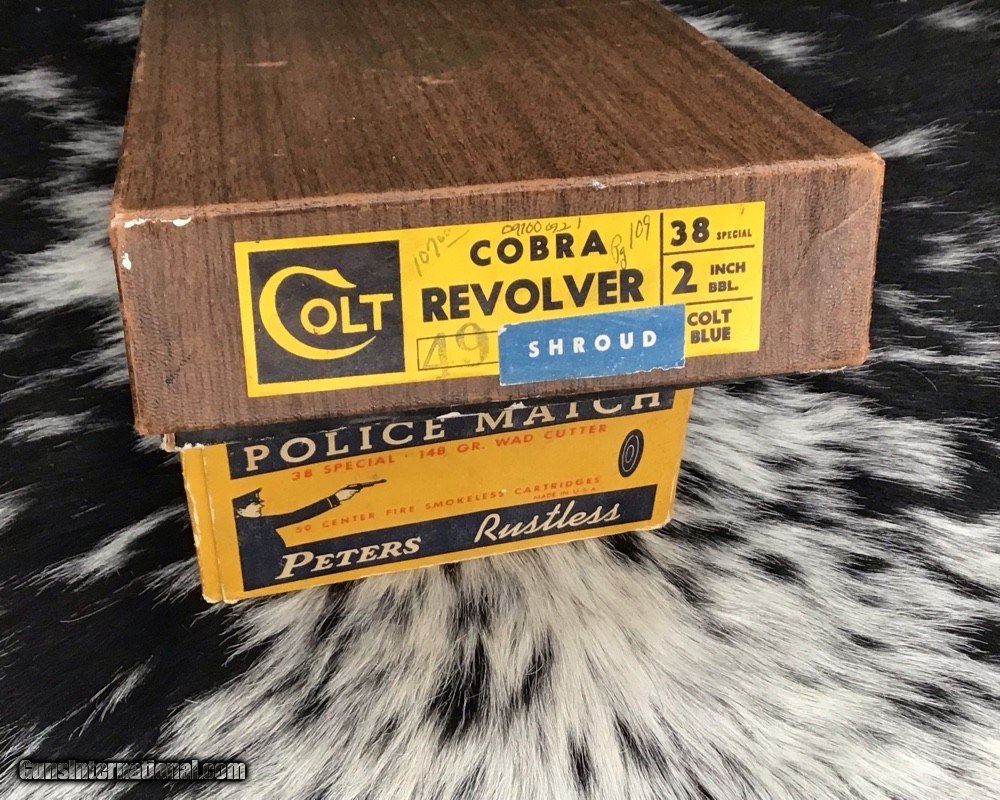 COLT
COBRA
REVOLVER
49
SHROUD
38 SPECIAL
2 INCH BBL.
COLT BLUE
109
POLICE MATCH
38 SPECIAL · 148 GR. WAD CUTTER
50 CENTER FIRE SMOKELESS CARTRIDGES
MADE IN U.S.A.
PETERS Rustless
GunsInternational.com